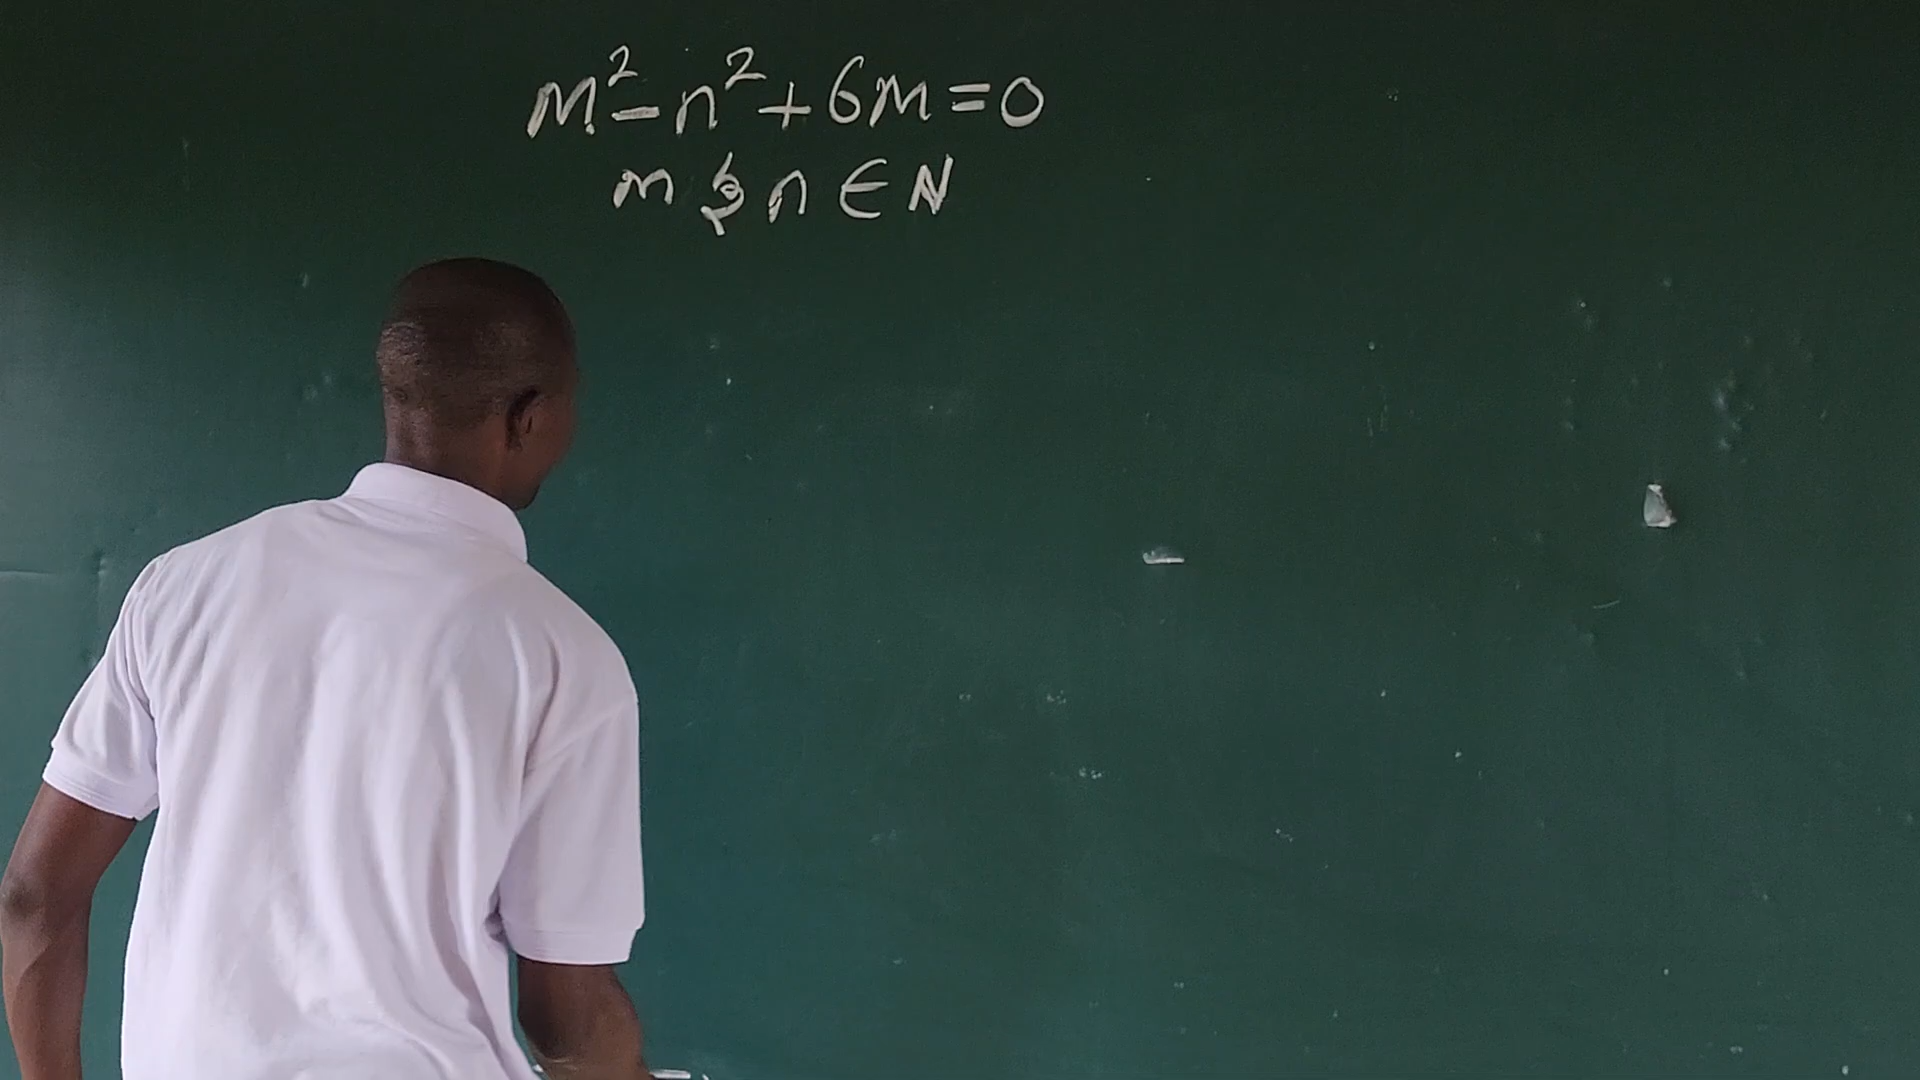 m² - n² + 6m = 0
m & n ∈ N